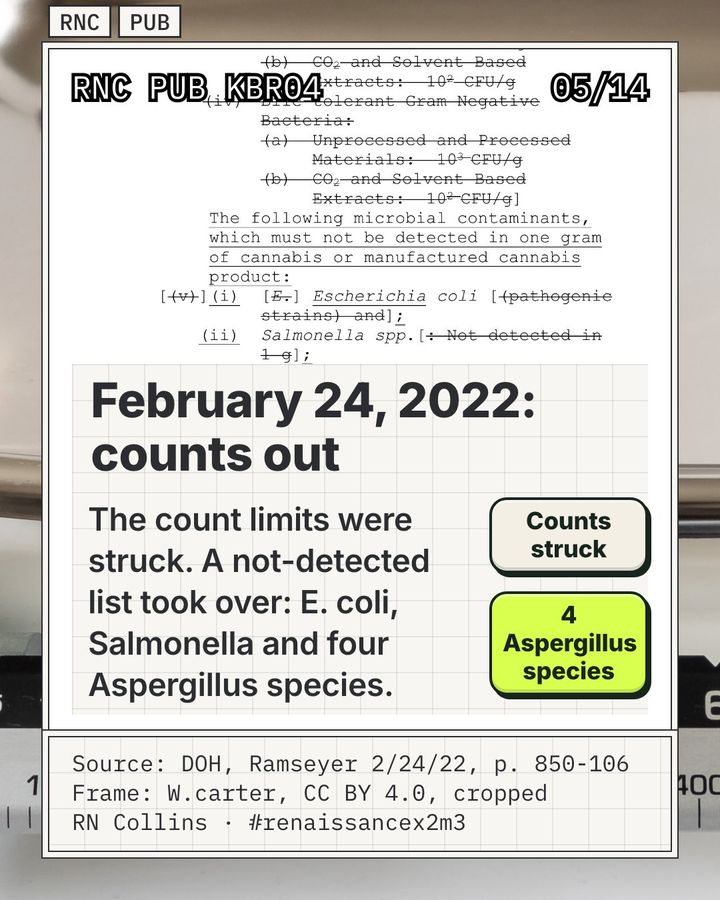 RNC PUB
(b) CO₂ and Solvent Based
RNC PUB KBR04 05/14
Extracts: 10² CFU/g
(iv) Bile-tolerant Gram Negative
Bacteria:
(a) Unprocessed and Processed
Materials: 10³ CFU/g
(b) CO₂ and Solvent Based
Extracts: 10² CFU/g]
The following microbial contaminants,
which must not be detected in one gram
of cannabis or manufactured cannabis
product:
[(v)](i) [E.] Escherichia coli [(pathogenic
strains) and];
(ii) Salmonella spp.[: Not detected in
1 g];
February 24, 2022:
counts out
The count limits were
struck. A not-detected
list took over: E. coli,
Salmonella and four
Aspergillus species.
Counts
struck
4
Aspergillus
species
Source: DOH, Ramseyer 2/24/22, p. 850-106
Frame: W.carter, CC BY 4.0, cropped
RN Collins · #renaissancex2m3